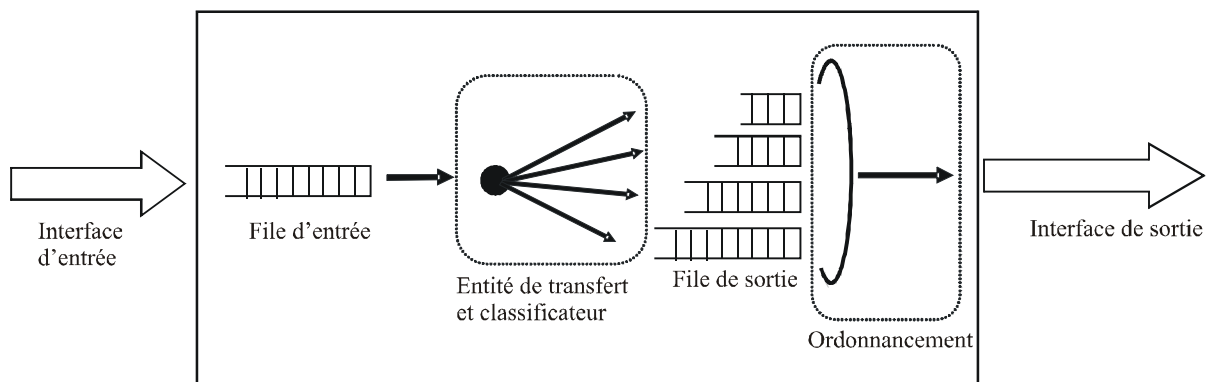 Interface
d'entrée
File d'entrée
Entité de transfert
et classificateur
File de sortie
Ordonnancement
Interface de sortie